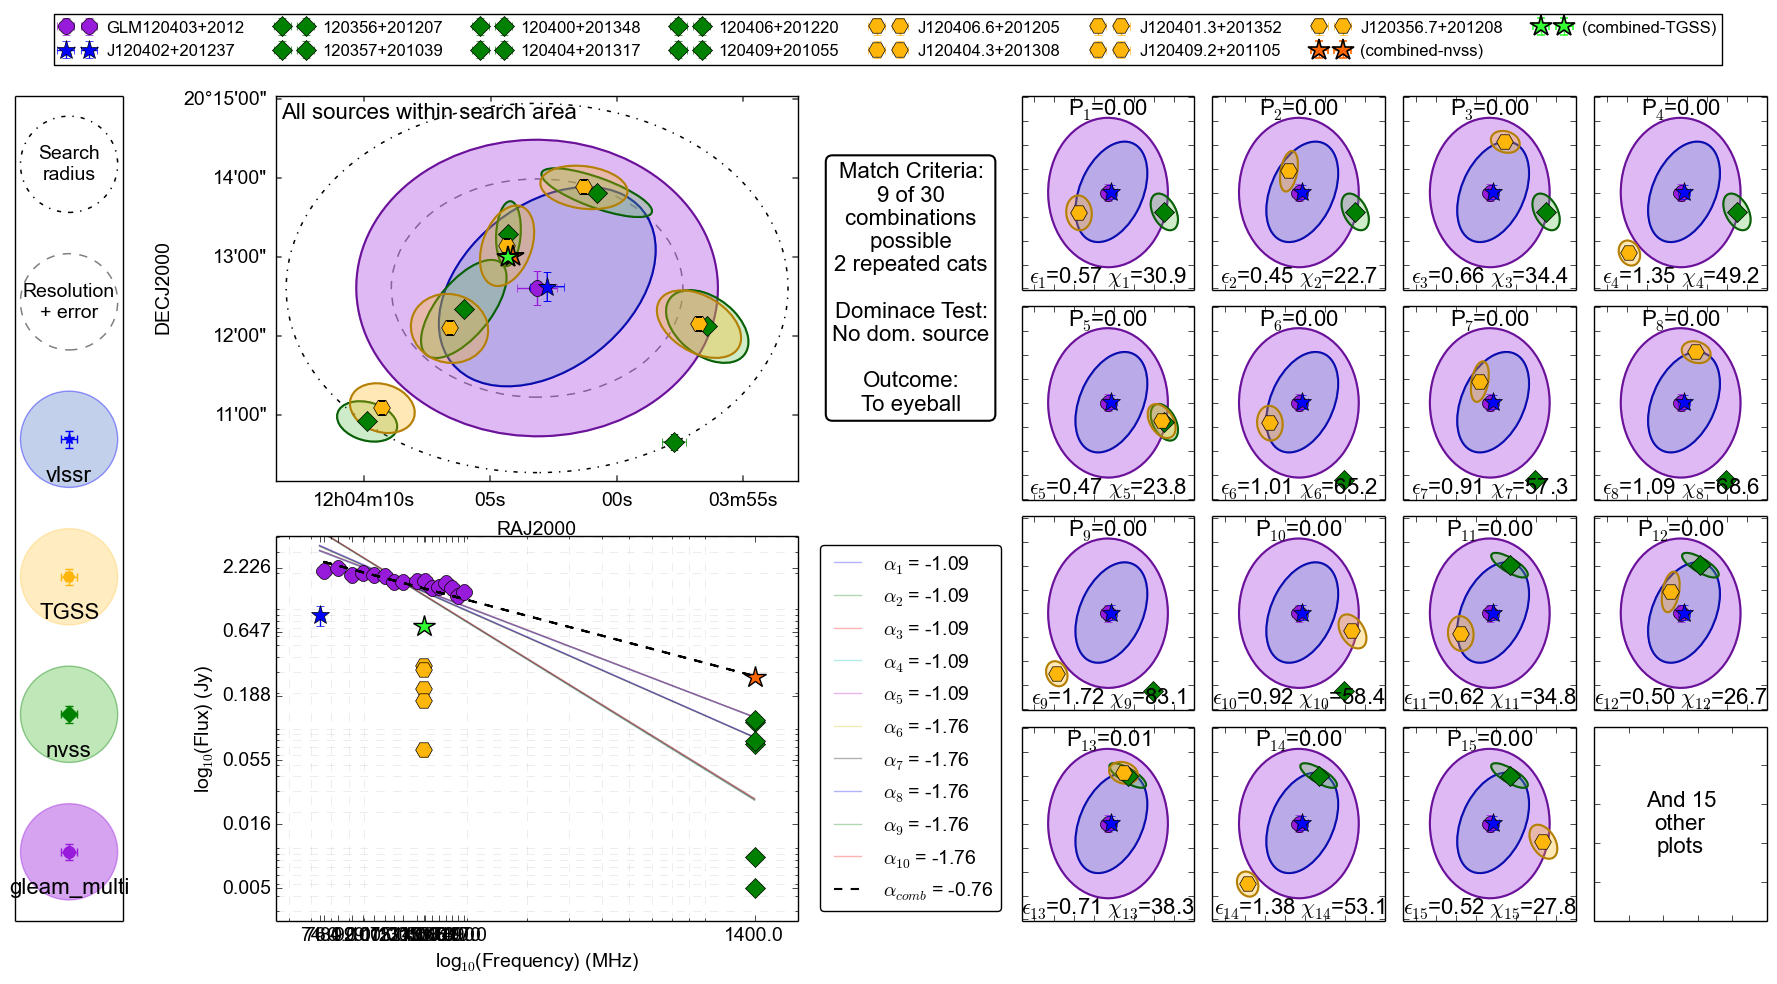 GLM120403+2012 120356+201207 120400+201348 120406+201220 J120406.6+201205 J120401.3+201352 J120356.7+201208 (combined-TGSS)
J120402+201237 120357+201039 120404+201317 120409+201055 J120404.3+201308 J120409.2+201105 (combined-nvss)
Search
radius
Resolution
+ error
vlssr
TGSS
nvss
gleam_multi
All sources within search area
DECJ2000
20°15'00"
14'00"
13'00"
12'00"
11'00"
12h04m10s 05s 00s 03m55s
RAJ2000
Match Criteria:
9 of 30
combinations
possible
2 repeated cats
Dominace Test:
No dom. source
Outcome:
To eyeball
log10(Flux) (Jy)
2.226
0.647
0.188
0.055
0.016
0.005
1400.0
log10(Frequency) (MHz)
α1 = -1.09
α2 = -1.09
α3 = -1.09
α4 = -1.09
α5 = -1.09
α6 = -1.76
α7 = -1.76
α8 = -1.76
α9 = -1.76
α10 = -1.76
αcomb = -0.76
P1=0.00 P2=0.00 P3=0.00 P4=0.00
ϵ1=0.57 χ1=30.9 ϵ2=0.45 χ2=22.7 ϵ3=0.66 χ3=34.4 ϵ4=1.35 χ4=49.2
P5=0.00 P6=0.00 P7=0.00 P8=0.00
ϵ5=0.47 χ5=23.8 ϵ6=1.01 χ6=65.2 ϵ7=0.91 χ7=57.3 ϵ8=1.09 χ8=68.6
P9=0.00 P10=0.00 P11=0.00 P12=0.00
ϵ9=1.72 χ9=83.1 ϵ10=0.92 χ10=58.4 ϵ11=0.62 χ11=34.8 ϵ12=0.50 χ12=26.7
P13=0.01 P14=0.00 P15=0.00
ϵ13=0.71 χ13=38.3 ϵ14=1.38 χ14=53.1 ϵ15=0.52 χ15=27.8
And 15
other
plots